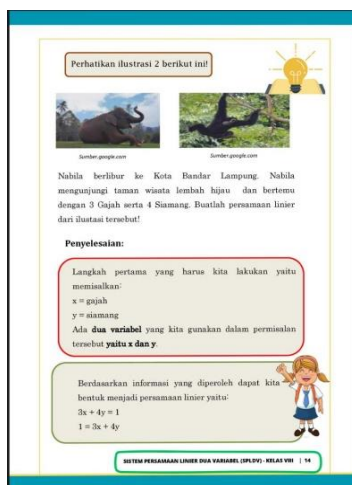 Perhatikan ilustrasi 2 berikut ini!
Sumber.google.com
Sumber.google.com
Nabila berlibur ke Kota Bandar Lampung. Nabila
mengunjungi taman wisata lembah hijau dan bertemu
dengan 3 Gajah serta 4 Siamang. Buatlah persamaan linier
dari ilustasi tersebut!
Penyelesaian:
Langkah pertama yang harus kita lakukan yaitu
memisalkan:
x = gajah
y = siamang
Ada dua variabel yang kita gunakan dalam permisalan
tersebut yaitu x dan y.
Berdasarkan informasi yang diperoleh dapat kita
bentuk menjadi persamaan linier yaitu:
3x + 4y = 1
1 = 3x + 4y
SISTEM PERSAMAAN LINIER DUA VARIABEL (SPLDV) - KELAS VIII | 14